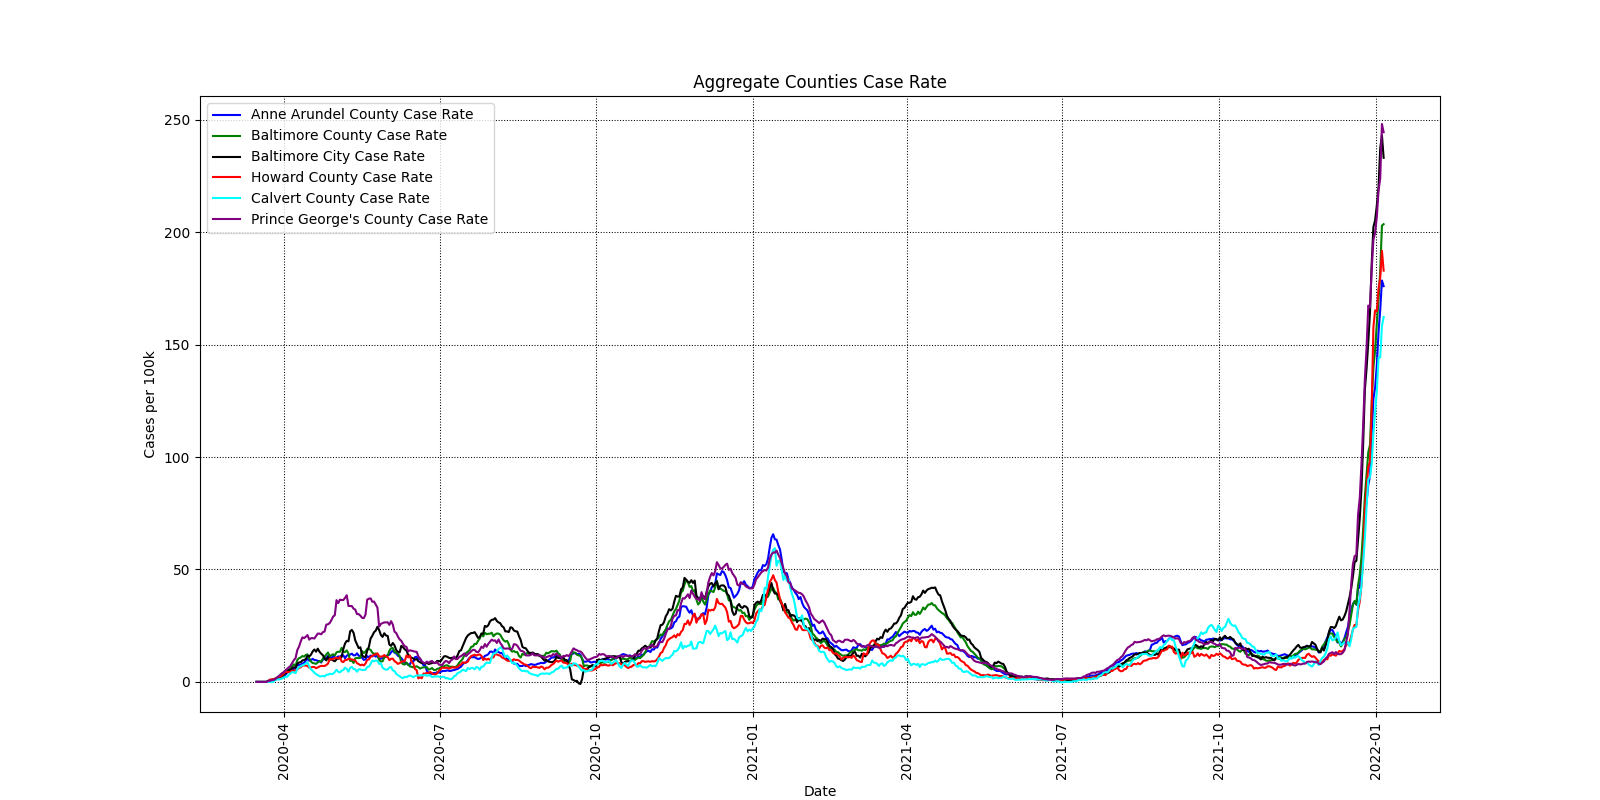 Aggregate Counties Case Rate
Anne Arundel County Case Rate
Baltimore County Case Rate
Baltimore City Case Rate
Howard County Case Rate
Calvert County Case Rate
Prince George's County Case Rate
Cases per 100k
250
200
150
100
50
0
2020-04
2020-07
2020-10
2021-01
2021-04
2021-07
2021-10
2022-01
Date